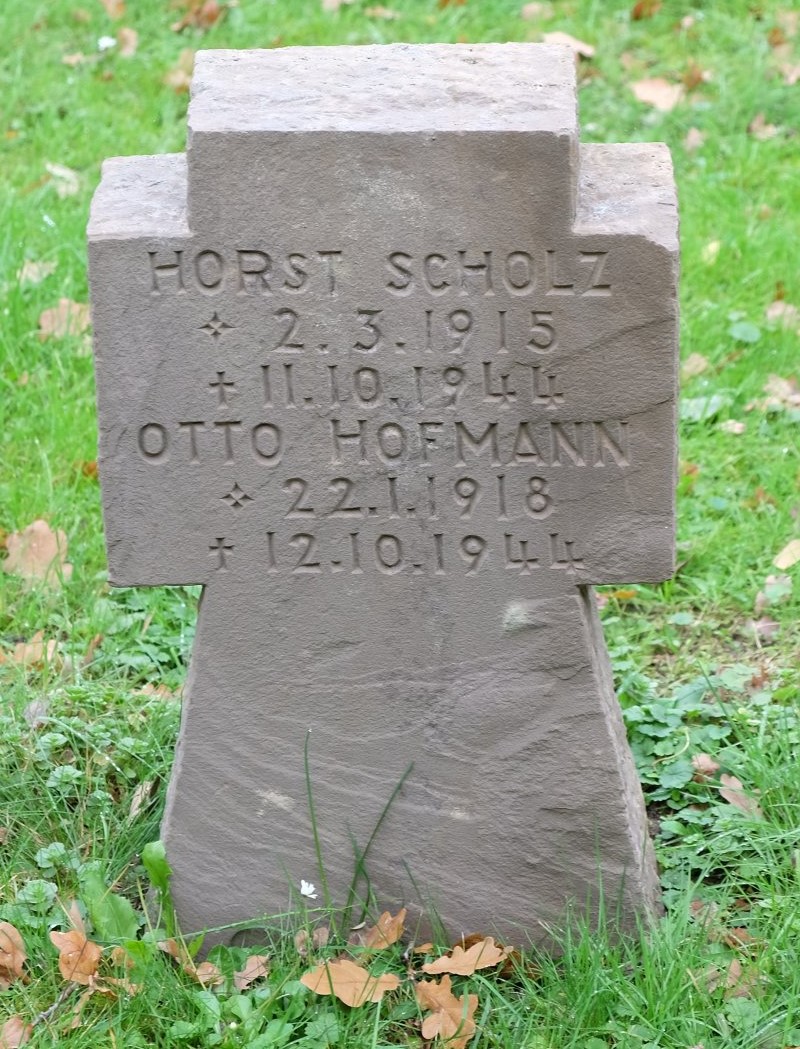 HORST SCHOLZ
✧ 2.3.1915
✝ 11.10.1944
OTTO HOFMANN
✧ 22.1.1918
✝ 12.10.1944